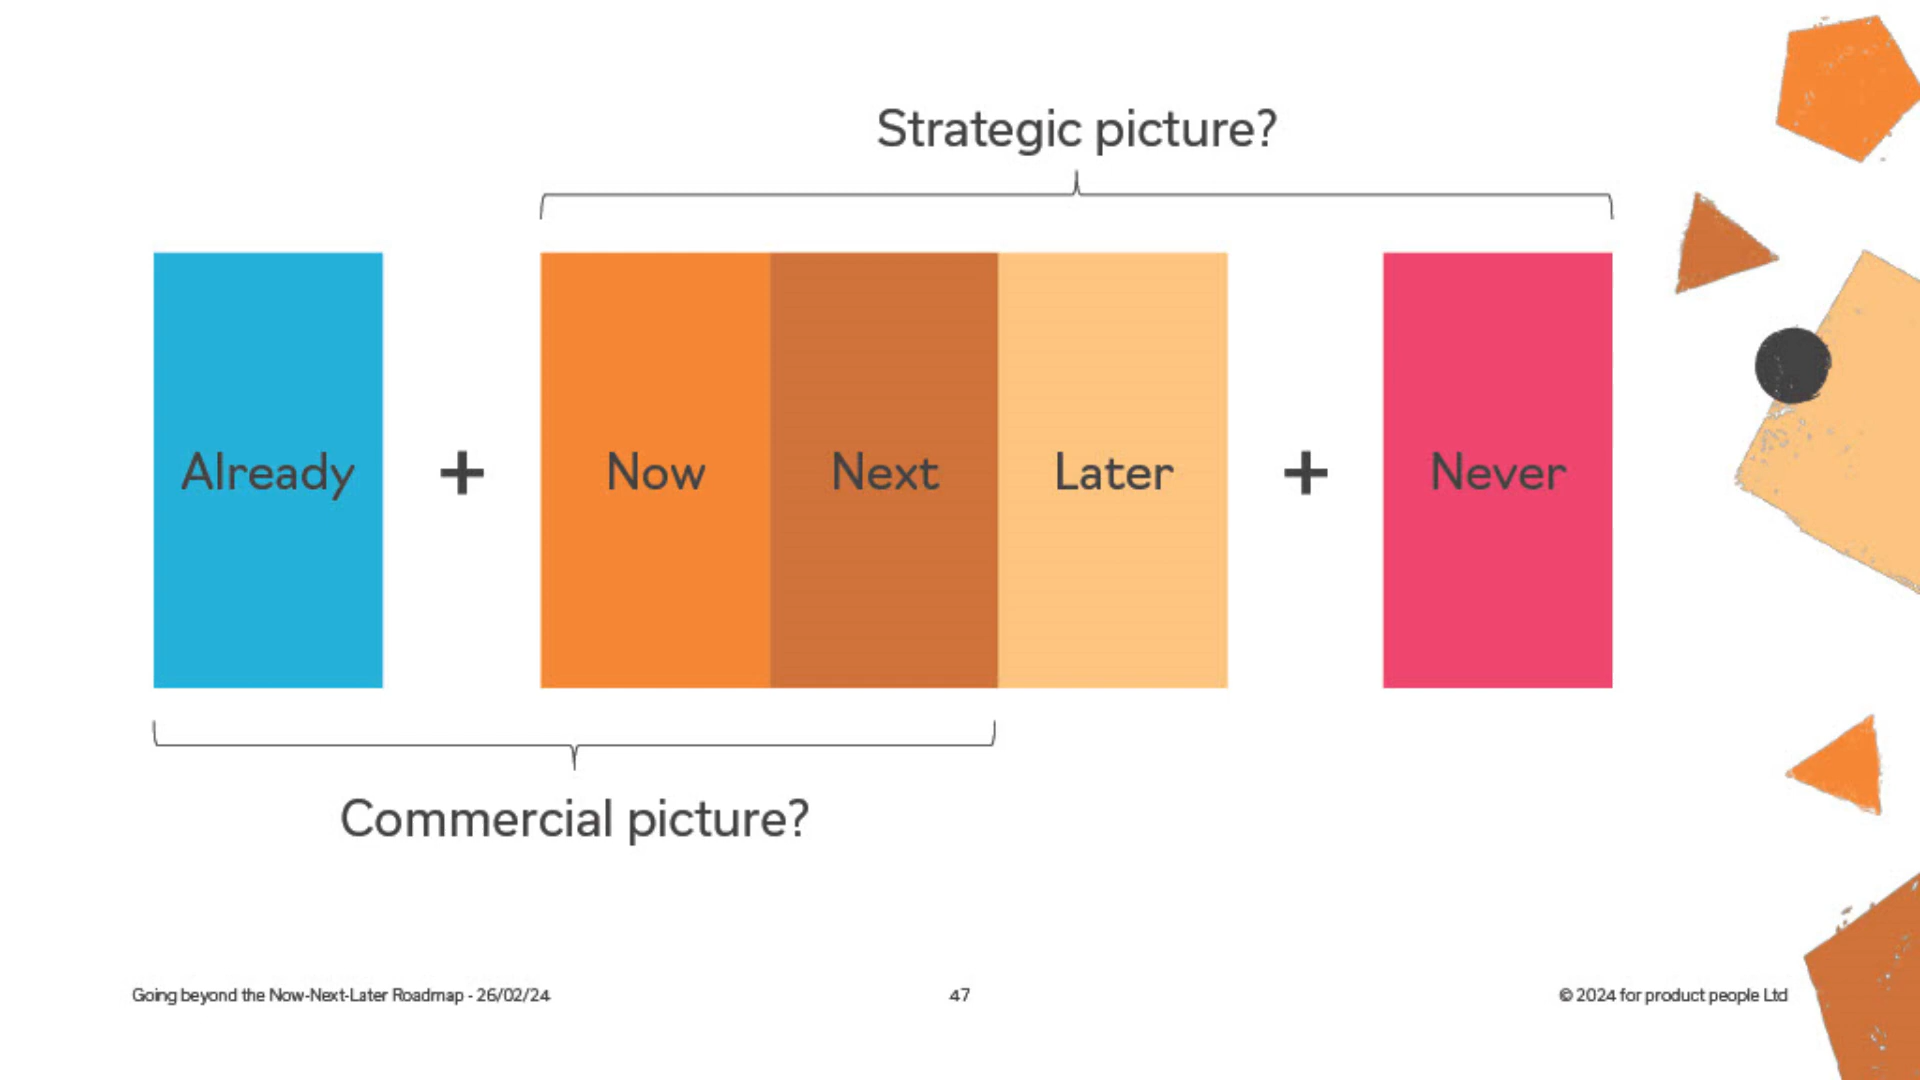 Strategic picture?
Already + Now Next Later + Never
Commercial picture?
Going beyond the Now-Next-Later Roadmap - 26/02/24
47
© 2024 for product people Ltd